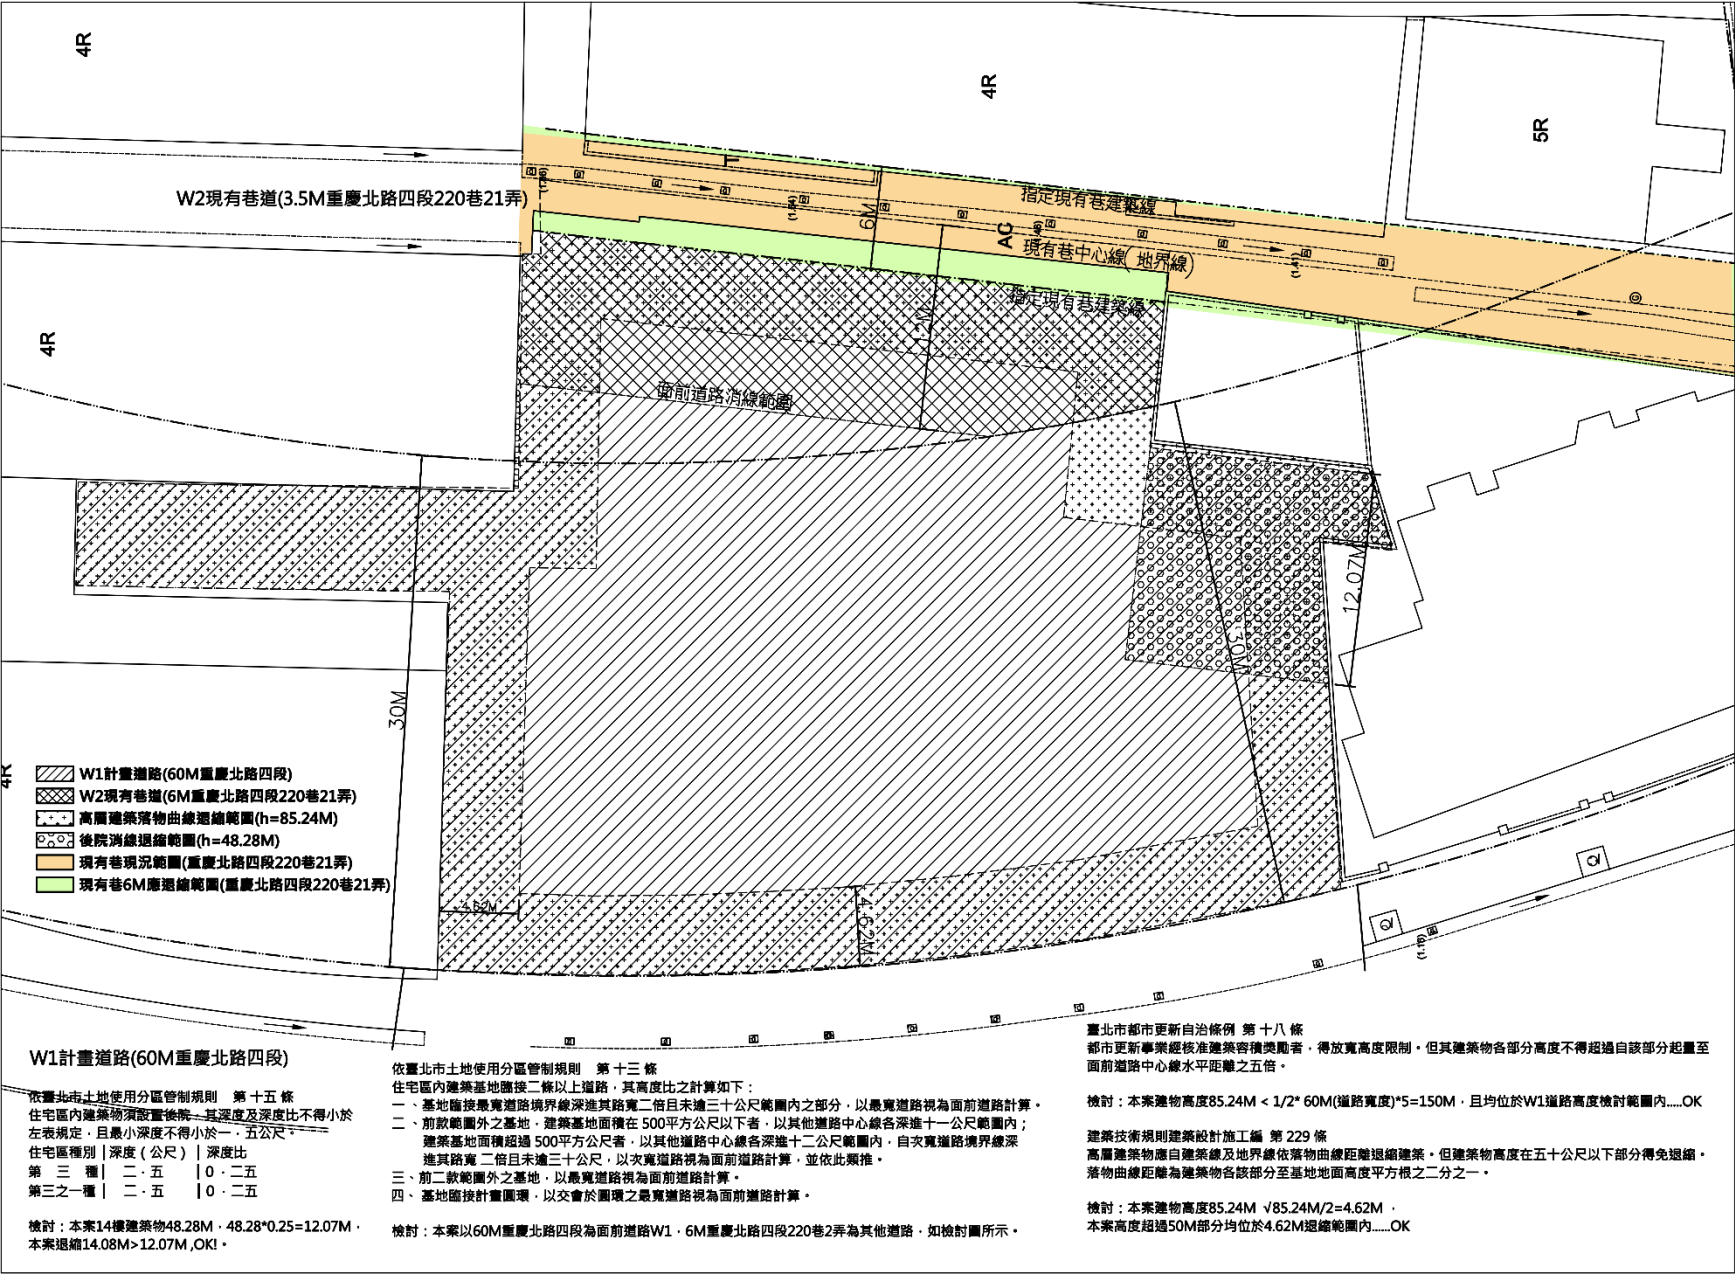 4R
4R
5R
W2現有巷道(3.5M重慶北路四段220巷21弄)
T
(1.84)
6M
指定現有巷建築線
AC
現有巷中心線(地界線)
(1.41)
指定現有巷建築線
12M
4R
面前道路消線範圍
12.07M
30M
30M
4R
W1計畫道路(60M重慶北路四段)
W2現有巷道(6M重慶北路四段220巷21弄)
高層建築落物曲線退縮範圍(h=85.24M)
後院消線退縮範圍(h=48.28M)
現有巷現況範圍(重慶北路四段220巷21弄)
現有巷6M應退縮範圍(重慶北路四段220巷21弄)
4.62M
4.62M
W1計畫道路(60M重慶北路四段)
依臺北市土地使用分區管制規則 第十五條
住宅區內建築物須設置後院,其深度及深度比不得小於
左表規定,且最小深度不得小於一.五公尺。
住宅區種別|深度(公尺)|深度比
第 三 種| 二.五 |0.二五
第三之一種| 二.五 |0.二五
檢討:本案14樓建築物48.28M,48.28*0.25=12.07M,
本案退縮14.08M>12.07M ,OK!。
依臺北市土地使用分區管制規則 第十三條
住宅區內建築基地臨接二條以上道路,其高度比之計算如下:
一、基地臨接最寬道路境界線深進其路寬二倍且未逾三十公尺範圍內之部分,以最寬道路視為面前道路計算。
二、前款範圍外之基地,建築基地面積在 500平方公尺以下者,以其他道路中心線各深進十一公尺範圍內;
建築基地面積超過 500平方公尺者,以其他道路中心線各深進十二公尺範圍內,自次寬道路境界線深
進其路寬 二倍且未逾三十公尺,以次寬道路視為面前道路計算,並依此類推。
三、前二款範圍外之基地,以最寬道路視為面前道路計算。
四、基地臨接計畫圓環,以交會於圓環之最寬道路視為面前道路計算。
檢討:本案以60M重慶北路四段為面前道路W1,6M重慶北路四段220巷2弄為其他道路,如檢討圖所示。
臺北市都市更新自治條例 第十八條
都市更新事業經核准建築容積獎勵者,得放寬高度限制。但其建築物各部分高度不得超過自該部分起量至
面前道路中心線水平距離之五倍。
檢討:本案建物高度85.24M < 1/2* 60M(道路寬度)*5=150M,且均位於W1道路高度檢討範圍內.....OK
建築技術規則建築設計施工編 第 229 條
高層建築物應自建築線及地界線依落物曲線距離退縮建築。但建築物高度在五十公尺以下部分得免退縮。
落物曲線距離為建築物各該部分至基地地面高度平方根之二分之一。
檢討:本案建物高度85.24M √85.24M/2=4.62M,
本案高度超過50M部分均位於4.62M退縮範圍內.....OK